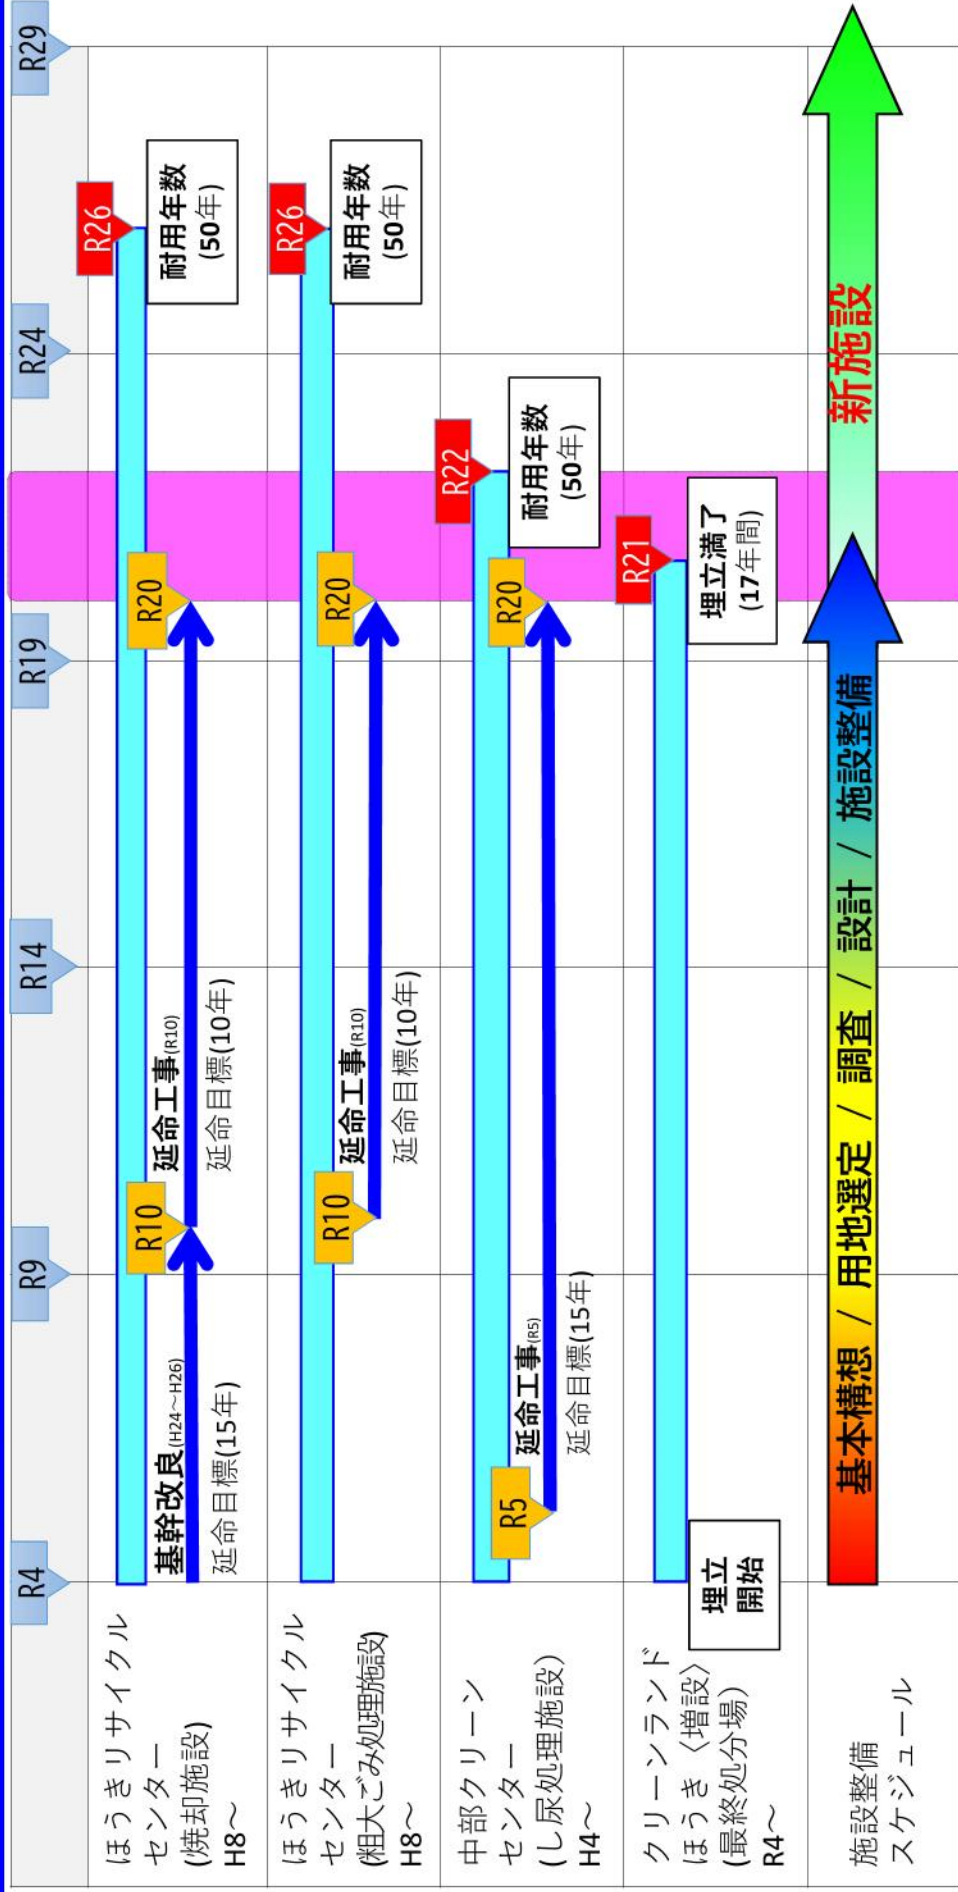 R4
R9
R14
R19
R24
R29
ほうきリサイクル
センター
(焼却施設)
H8～
基幹改良(H24～H26)
延命目標(15年)
R10
延命工事(R10)
延命目標(10年)
R20
R26
耐用年数
(50年)
ほうきリサイクル
センター
(粗大ごみ処理施設)
H8～
R10
延命工事(R10)
延命目標(10年)
R20
R26
耐用年数
(50年)
中部クリーン
センター
(し尿処理施設)
H4～
R5
延命工事(R5)
延命目標(15年)
R20
R22
耐用年数
(50年)
クリーンランド
ほうき〈増設〉
(最終処分場)
R4～
埋立
開始
R21
埋立満了
(17年間)
施設整備
スケジュール
基本構想 / 用地選定 / 調査 / 設計 / 施設整備
新施設